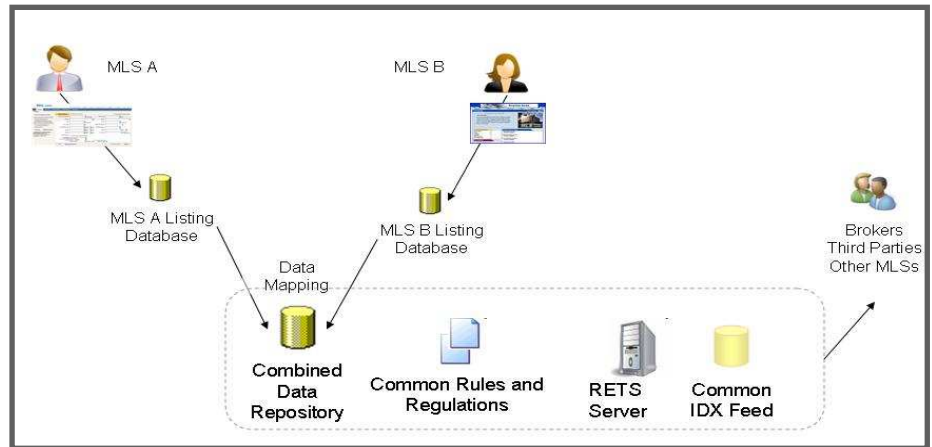 MLS A
MLS B
MLS A Listing
Database
MLS B Listing
Database
Brokers
Third Parties
Other MLSs
Data
Mapping
Combined
Data
Repository
Common Rules and
Regulations
RETS
Server
Common
IDX Feed